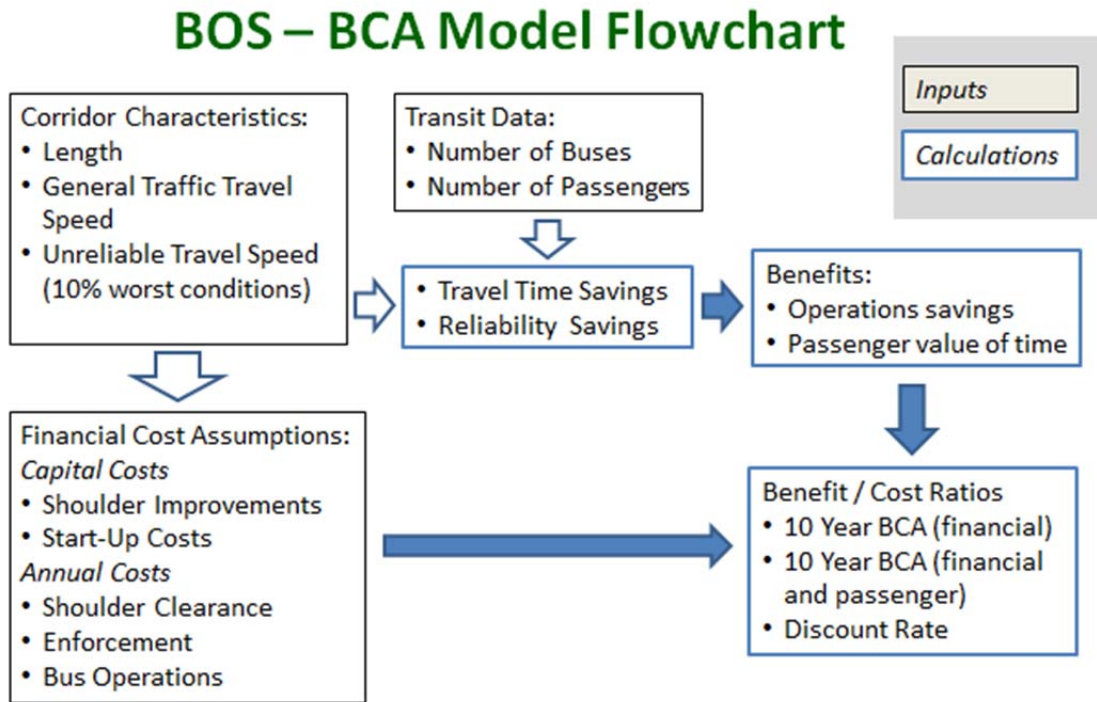 BOS – BCA Model Flowchart
Inputs
Calculations
Corridor Characteristics:
• Length
• General Traffic Travel
Speed
• Unreliable Travel Speed
(10% worst conditions)
Transit Data:
• Number of Buses
• Number of Passengers
• Travel Time Savings
• Reliability Savings
Benefits:
• Operations savings
• Passenger value of time
Financial Cost Assumptions:
Capital Costs
• Shoulder Improvements
• Start-Up Costs
Annual Costs
• Shoulder Clearance
• Enforcement
• Bus Operations
Benefit / Cost Ratios
• 10 Year BCA (financial)
• 10 Year BCA (financial
and passenger)
• Discount Rate